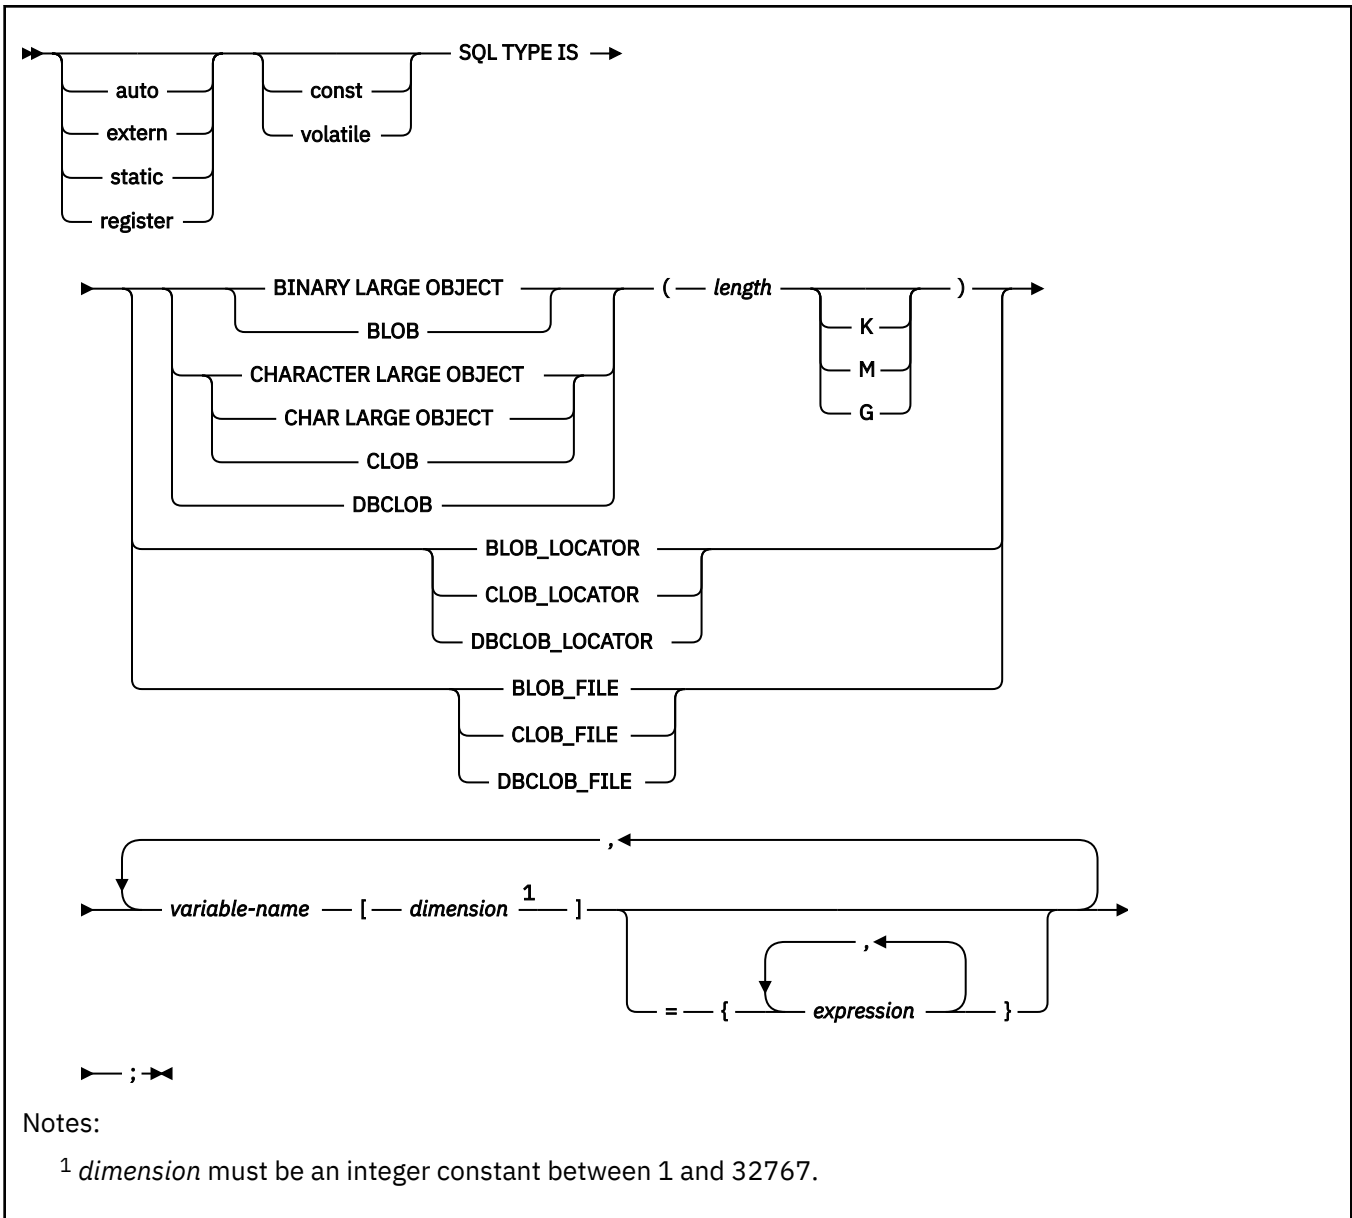 SQL TYPE IS
auto const
extern volatile
static
register
BINARY LARGE OBJECT ( length )
BLOB K
CHARACTER LARGE OBJECT M
CHAR LARGE OBJECT G
CLOB
DBCLOB
BLOB_LOCATOR
CLOB_LOCATOR
DBCLOB_LOCATOR
BLOB_FILE
CLOB_FILE
DBCLOB_FILE
,
variable-name [ dimension 1 ]
,
= { expression }
;
Notes:
1 dimension must be an integer constant between 1 and 32767.